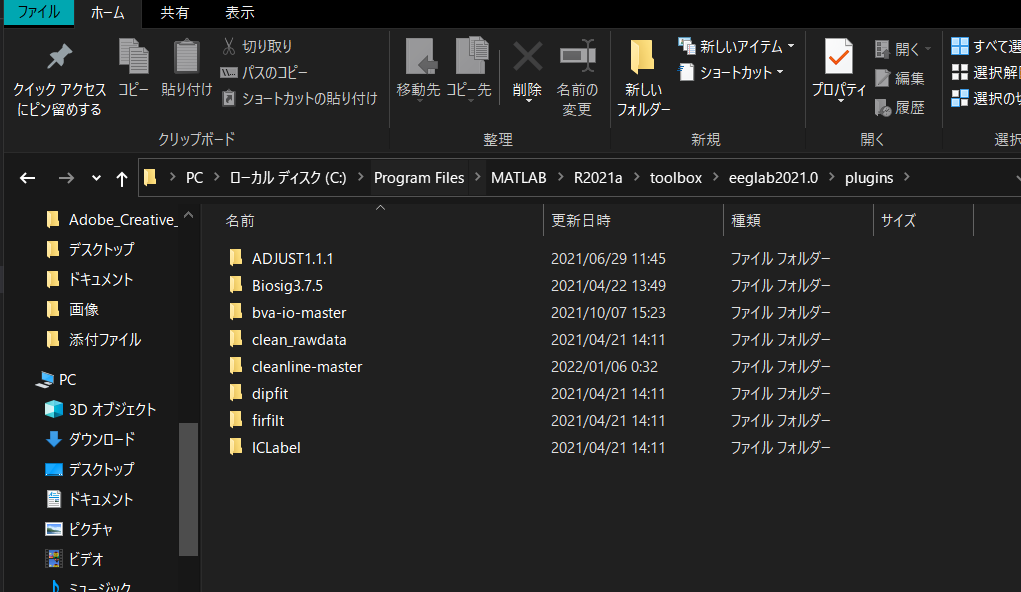 ファイル ホーム 共有 表示
クイック アクセス
にピン留めする
コピー
貼り付け
切り取り
パスのコピー
ショートカットの貼り付け
クリップボード
移動先
コピー先
削除
名前の
変更
整理
新しい
フォルダー
新しいアイテム
ショートカット
新規
プロパティ
開く
編集
履歴
開く
すべて選
選択解
選択の
選択
PC ローカル ディスク (C:) Program Files MATLAB R2021a toolbox eeglab2021.0 plugins
Adobe_Creative_
デスクトップ
ドキュメント
画像
添付ファイル
PC
3D オブジェクト
ダウンロード
デスクトップ
ドキュメント
ピクチャ
ビデオ
ミュージック
名前 更新日時 種類 サイズ
ADJUST1.1.1 2021/06/29 11:45 ファイル フォルダー
Biosig3.7.5 2021/04/22 13:49 ファイル フォルダー
bva-io-master 2021/10/07 15:23 ファイル フォルダー
clean_rawdata 2021/04/21 14:11 ファイル フォルダー
cleanline-master 2022/01/06 0:32 ファイル フォルダー
dipfit 2021/04/21 14:11 ファイル フォルダー
firfilt 2021/04/21 14:11 ファイル フォルダー
ICLabel 2021/04/21 14:11 ファイル フォルダー